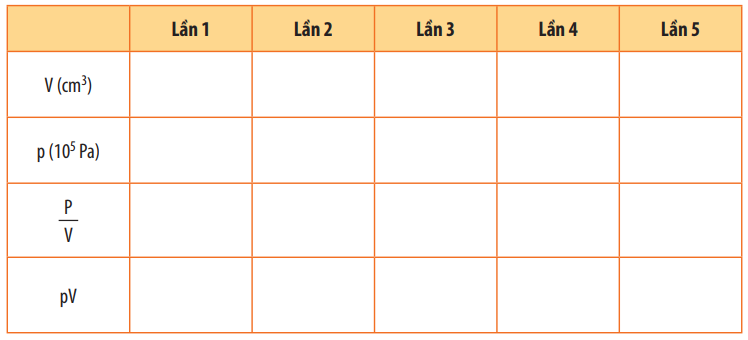 Lần 1 Lần 2 Lần 3 Lần 4 Lần 5
V (cm³)
p (10⁵ Pa)
P
V
pV